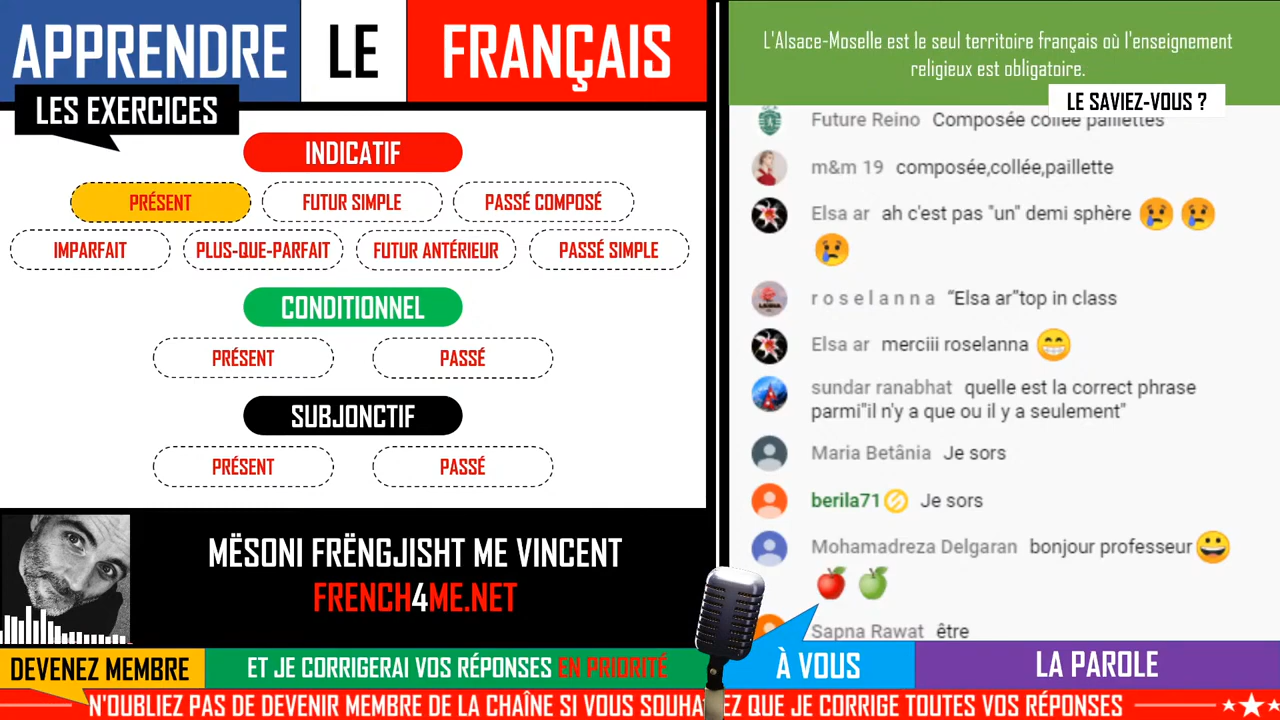 APPRENDRE LE FRANÇAIS
LES EXERCICES
INDICATIF
PRÉSENT FUTUR SIMPLE PASSÉ COMPOSÉ
IMPARFAIT PLUS-QUE-PARFAIT FUTUR ANTÉRIEUR PASSÉ SIMPLE
CONDITIONNEL
PRÉSENT PASSÉ
SUBJONCTIF
PRÉSENT PASSÉ
MËSONI FRËNGJISHT ME VINCENT
FRENCH4ME.NET
DEVENEZ MEMBRE ET JE CORRIGERAI VOS RÉPONSES EN PRIORITÉ
L'Alsace-Moselle est le seul territoire français où l'enseignement
religieux est obligatoire.
LE SAVIEZ-VOUS ?
Future Reino Composée collée paillettes
m&m 19 composée,collée,paillette
Elsa ar ah c'est pas "un" demi sphère 😢 😢
😢
r o s e l a n n a “Elsa ar”top in class
Elsa ar merciii roselanna 😁
sundar ranabhat quelle est la correct phrase
parmi"il n'y a que ou il y a seulement"
Maria Betânia Je sors
berila71 Je sors
Mohamadreza Delgaran bonjour professeur 😀
🍎 🍏
Sapna Rawat être
À VOUS LA PAROLE
N'OUBLIEZ PAS DE DEVENIR MEMBRE DE LA CHAÎNE SI VOUS SOUHAITEZ QUE JE CORRIGE TOUTES VOS RÉPONSES